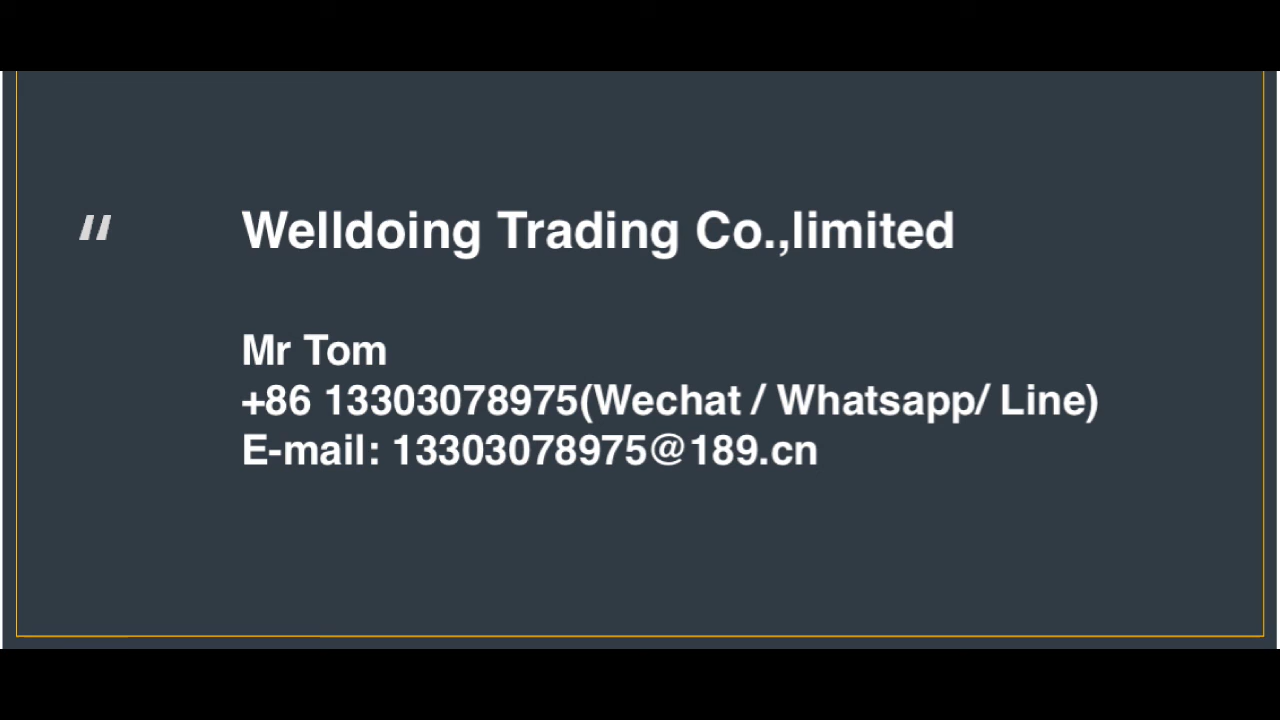 “
Welldoing Trading Co.,limited
Mr Tom
+86 13303078975(Wechat / Whatsapp/ Line)
E-mail: 13303078975@189.cn